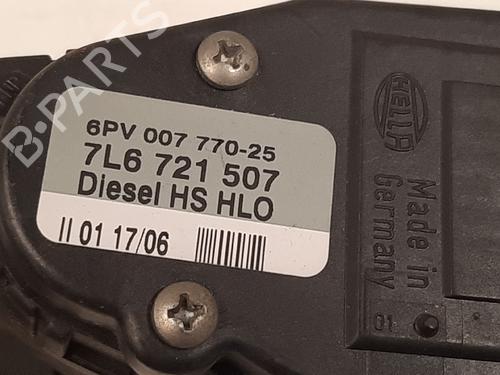 B-PARTS
6PV 007 770-25
7L6 721 507
Diesel HS HLO
II 01 17/06
HELLA
Made in
Germany
01